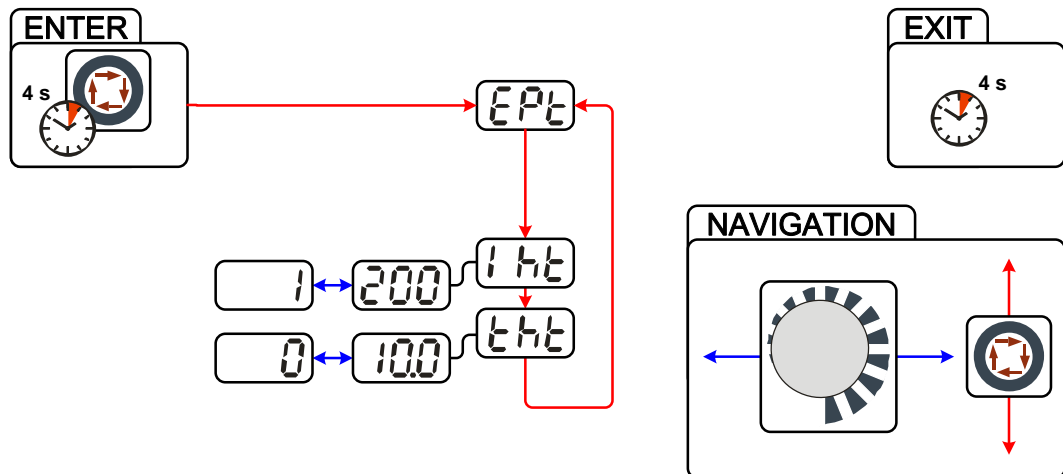 ENTER
EXIT
4 s
4 s
EPt
NAVIGATION
1 200 Iht
0 10.0 tht